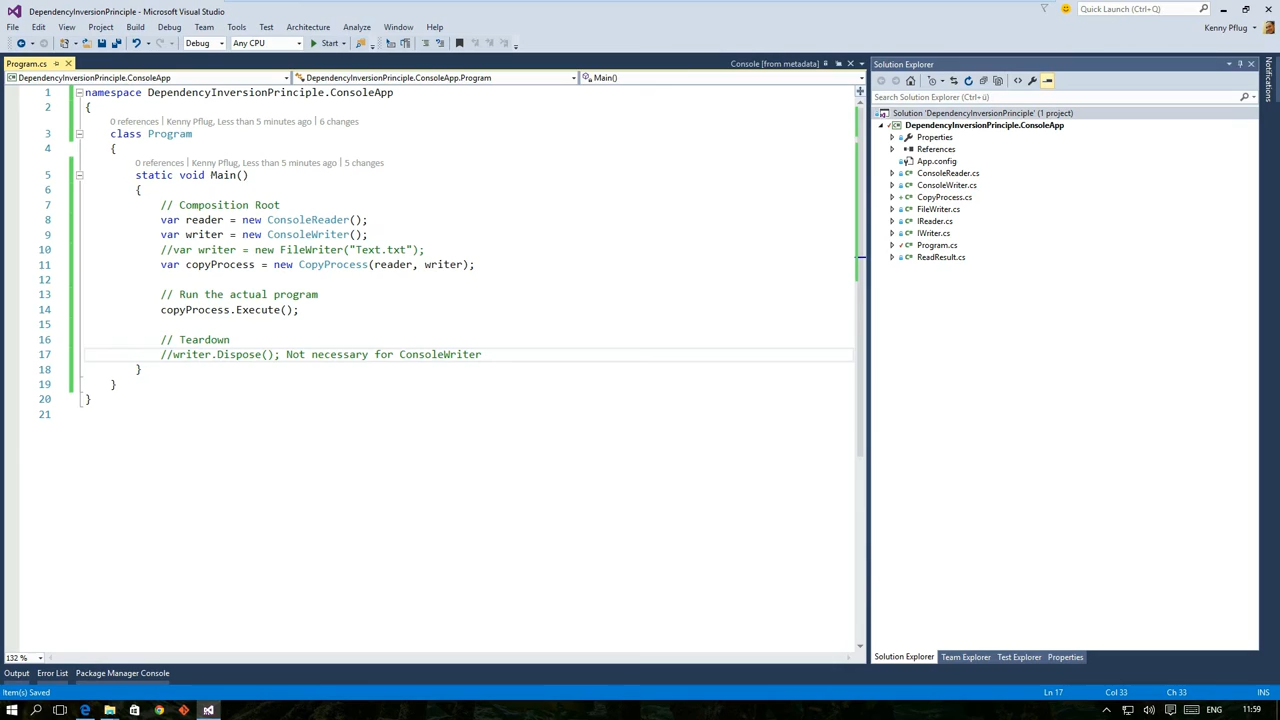 DependencyInversionPrinciple - Microsoft Visual Studio
Quick Launch (Ctrl+Q)
File Edit View Project Build Debug Team Tools Test Architecture Analyze Window Help
Kenny Pflug
Debug Any CPU Start
Program.cs
Console [from metadata]
DependencyInversionPrinciple.ConsoleApp
DependencyInversionPrinciple.ConsoleApp.Program
Main()
1 namespace DependencyInversionPrinciple.ConsoleApp
2 {
0 references | Kenny Pflug, Less than 5 minutes ago | 6 changes
3 class Program
4 {
0 references | Kenny Pflug, Less than 5 minutes ago | 5 changes
5 static void Main()
6 {
7 // Composition Root
8 var reader = new ConsoleReader();
9 var writer = new ConsoleWriter();
10 //var writer = new FileWriter("Text.txt");
11 var copyProcess = new CopyProcess(reader, writer);
12
13 // Run the actual program
14 copyProcess.Execute();
15
16 // Teardown
17 //writer.Dispose(); Not necessary for ConsoleWriter
18 }
19 }
20 }
21
132 %
Solution Explorer
Search Solution Explorer (Ctrl+ü)
Solution 'DependencyInversionPrinciple' (1 project)
DependencyInversionPrinciple.ConsoleApp
Properties
References
App.config
ConsoleReader.cs
ConsoleWriter.cs
CopyProcess.cs
FileWriter.cs
IReader.cs
IWriter.cs
Program.cs
ReadResult.cs
Solution Explorer Team Explorer Test Explorer Properties
Notifications
Output Error List Package Manager Console
Item(s) Saved
Ln 17 Col 33 Ch 33 INS
ENG 11:59